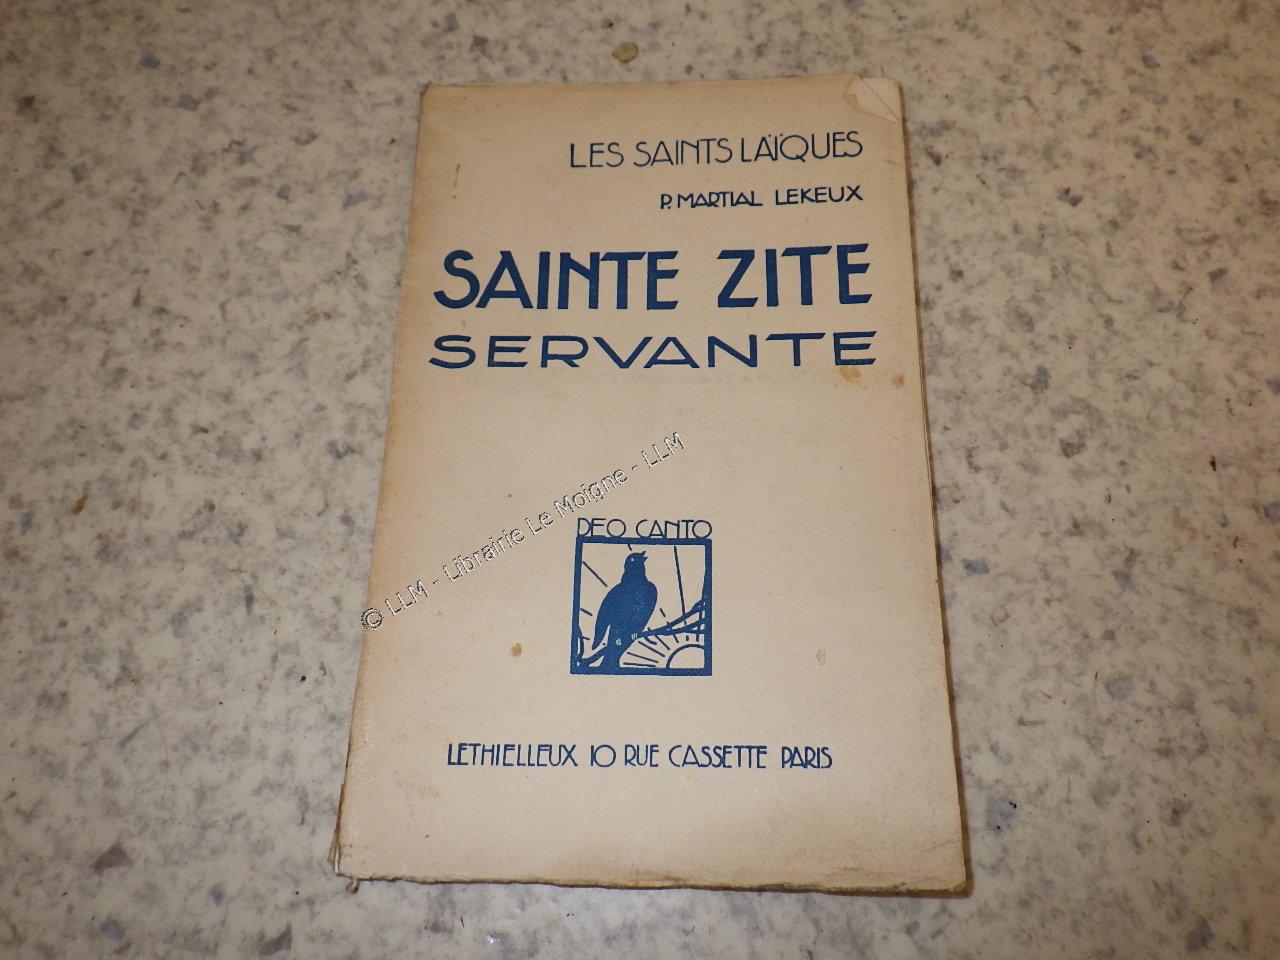 LES SAINTS LAÏQUES
P. MARTIAL LEKEUX
SAINTE ZITE
SERVANTE
© LLM - Librairie Le Moigne - LLM
DEO CANTO
LETHIELLEUX 10 RUE CASSETTE PARIS